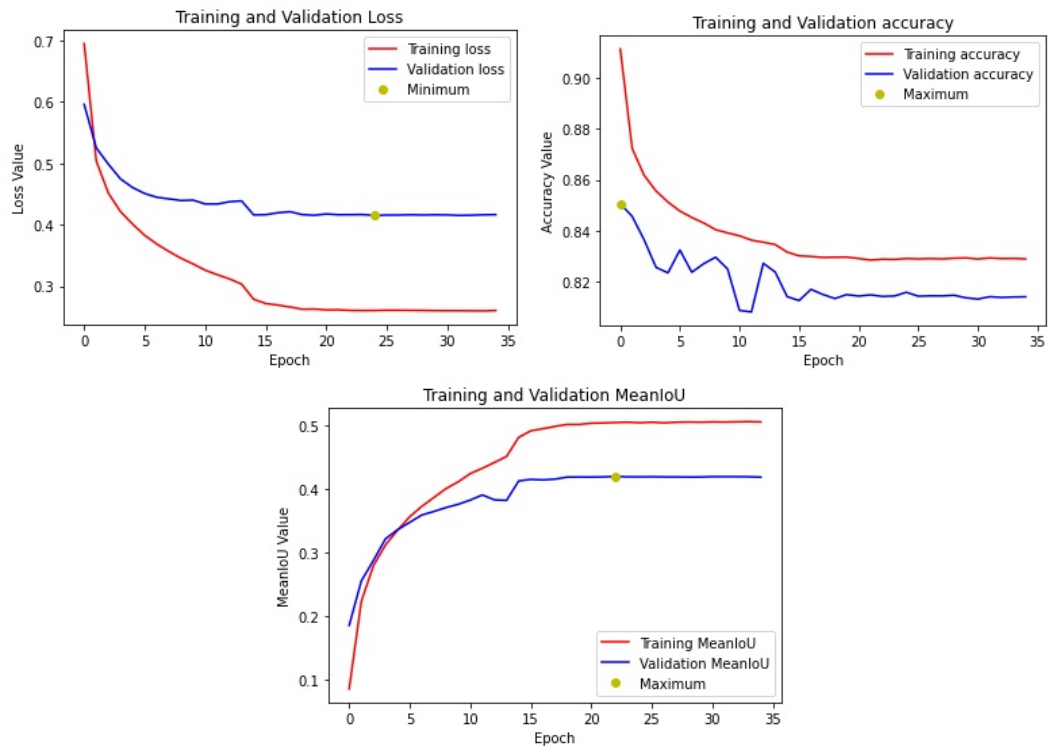 Training and Validation Loss
0.7
0.6
0.5
0.4
0.3
Loss Value
Training loss
Validation loss
Minimum
0 5 10 15 20 25 30 35
Epoch
Training and Validation accuracy
0.90
0.88
0.86
0.84
0.82
Accuracy Value
Training accuracy
Validation accuracy
Maximum
0 5 10 15 20 25 30 35
Epoch
Training and Validation MeanIoU
0.5
0.4
0.3
0.2
0.1
MeanIoU Value
Training MeanIoU
Validation MeanIoU
Maximum
0 5 10 15 20 25 30 35
Epoch